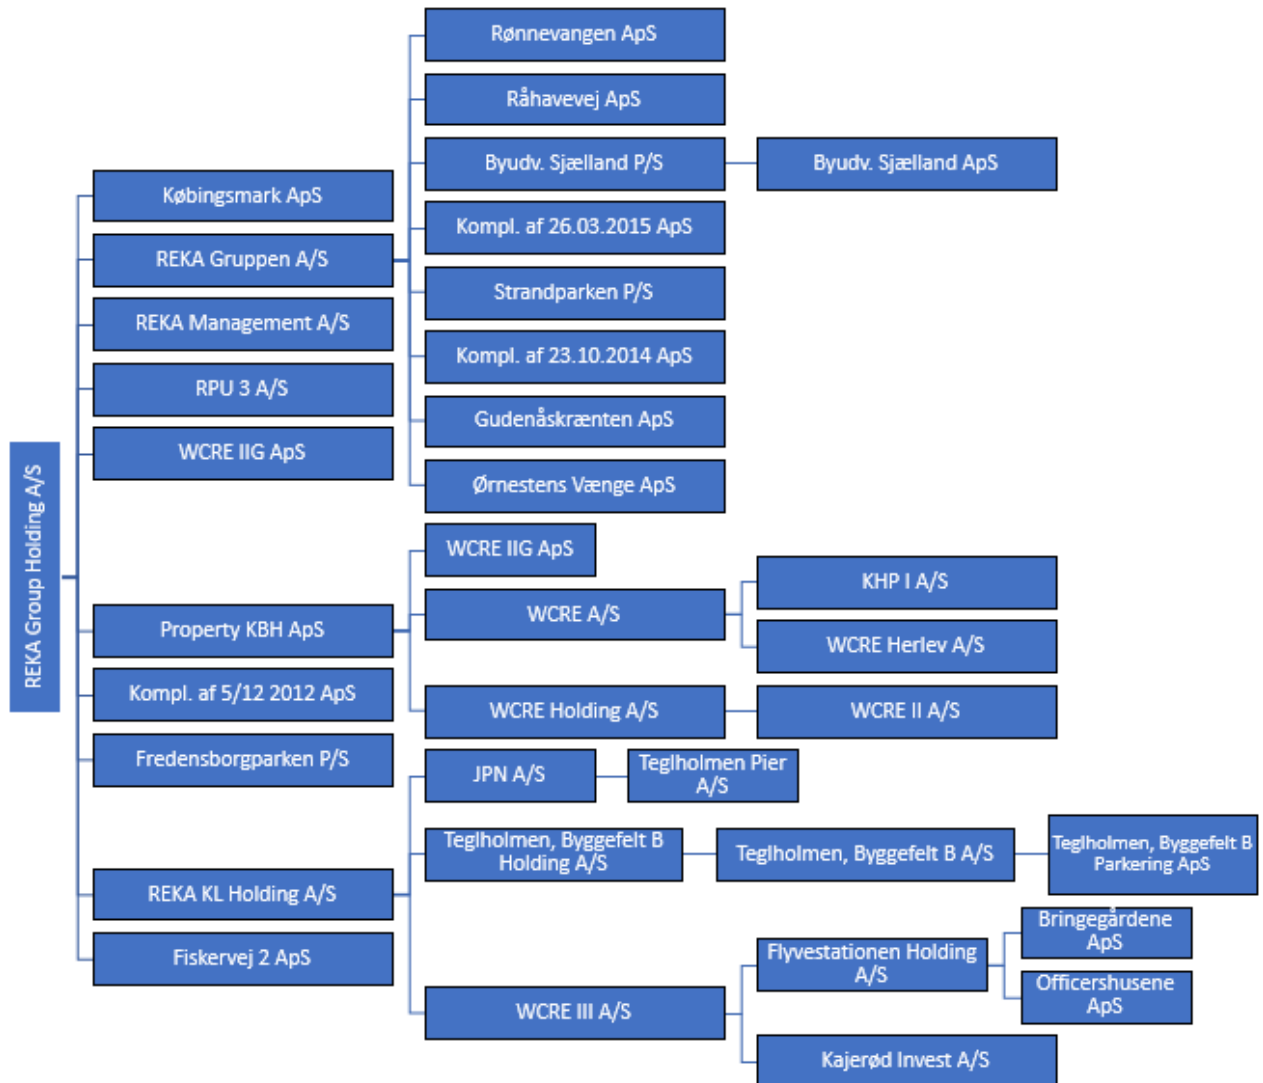 REKA Group Holding A/S
Købingsmark ApS
REKA Gruppen A/S
REKA Management A/S
RPU 3 A/S
WCRE IIG ApS
Property KBH ApS
Kompl. af 5/12 2012 ApS
Fredensborgparken P/S
REKA KL Holding A/S
Fiskervej 2 ApS
Rønnevangen ApS
Råhavevej ApS
Byudv. Sjælland P/S
Byudv. Sjælland ApS
Kompl. af 26.03.2015 ApS
Strandparken P/S
Kompl. af 23.10.2014 ApS
Gudenåskrænten ApS
Ørnestens Vænge ApS
WCRE IIG ApS
WCRE A/S
KHP I A/S
WCRE Herlev A/S
WCRE Holding A/S
WCRE II A/S
JPN A/S
Teglholmen Pier
A/S
Teglholmen, Byggefelt B
Holding A/S
Teglholmen, Byggefelt B A/S
Teglholmen, Byggefelt B
Parkering ApS
WCRE III A/S
Flyvestationen Holding
A/S
Bringegårdene
ApS
Officershusene
ApS
Kajerød Invest A/S